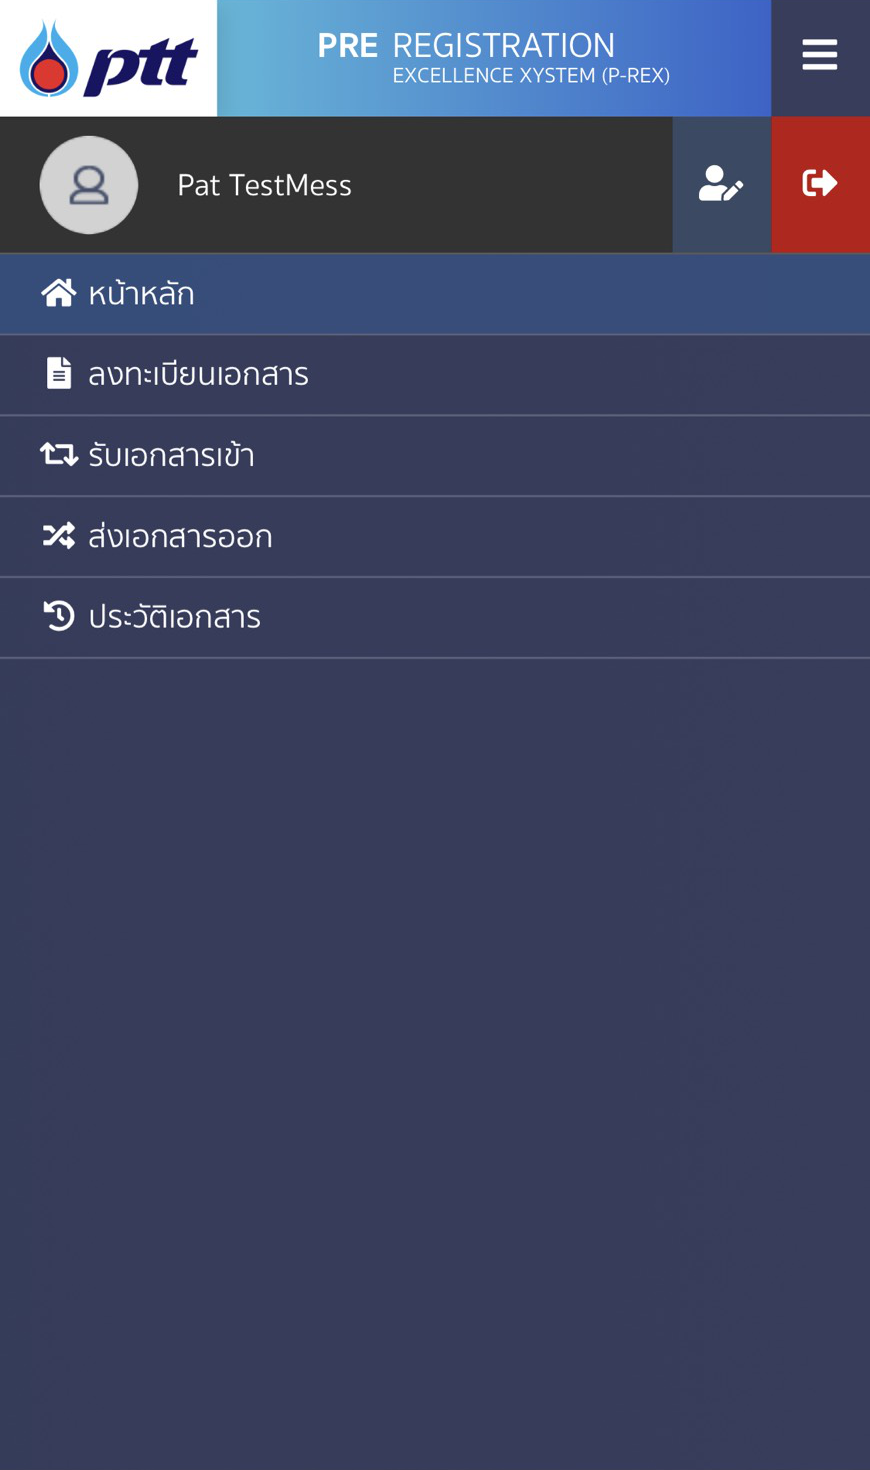 ptt
PRE REGISTRATION
EXCELLENCE XYSTEM (P-REX)
Pat TestMess
หน้าหลัก
ลงทะเบียนเอกสาร
รับเอกสารเข้า
ส่งเอกสารออก
ประวัติเอกสาร